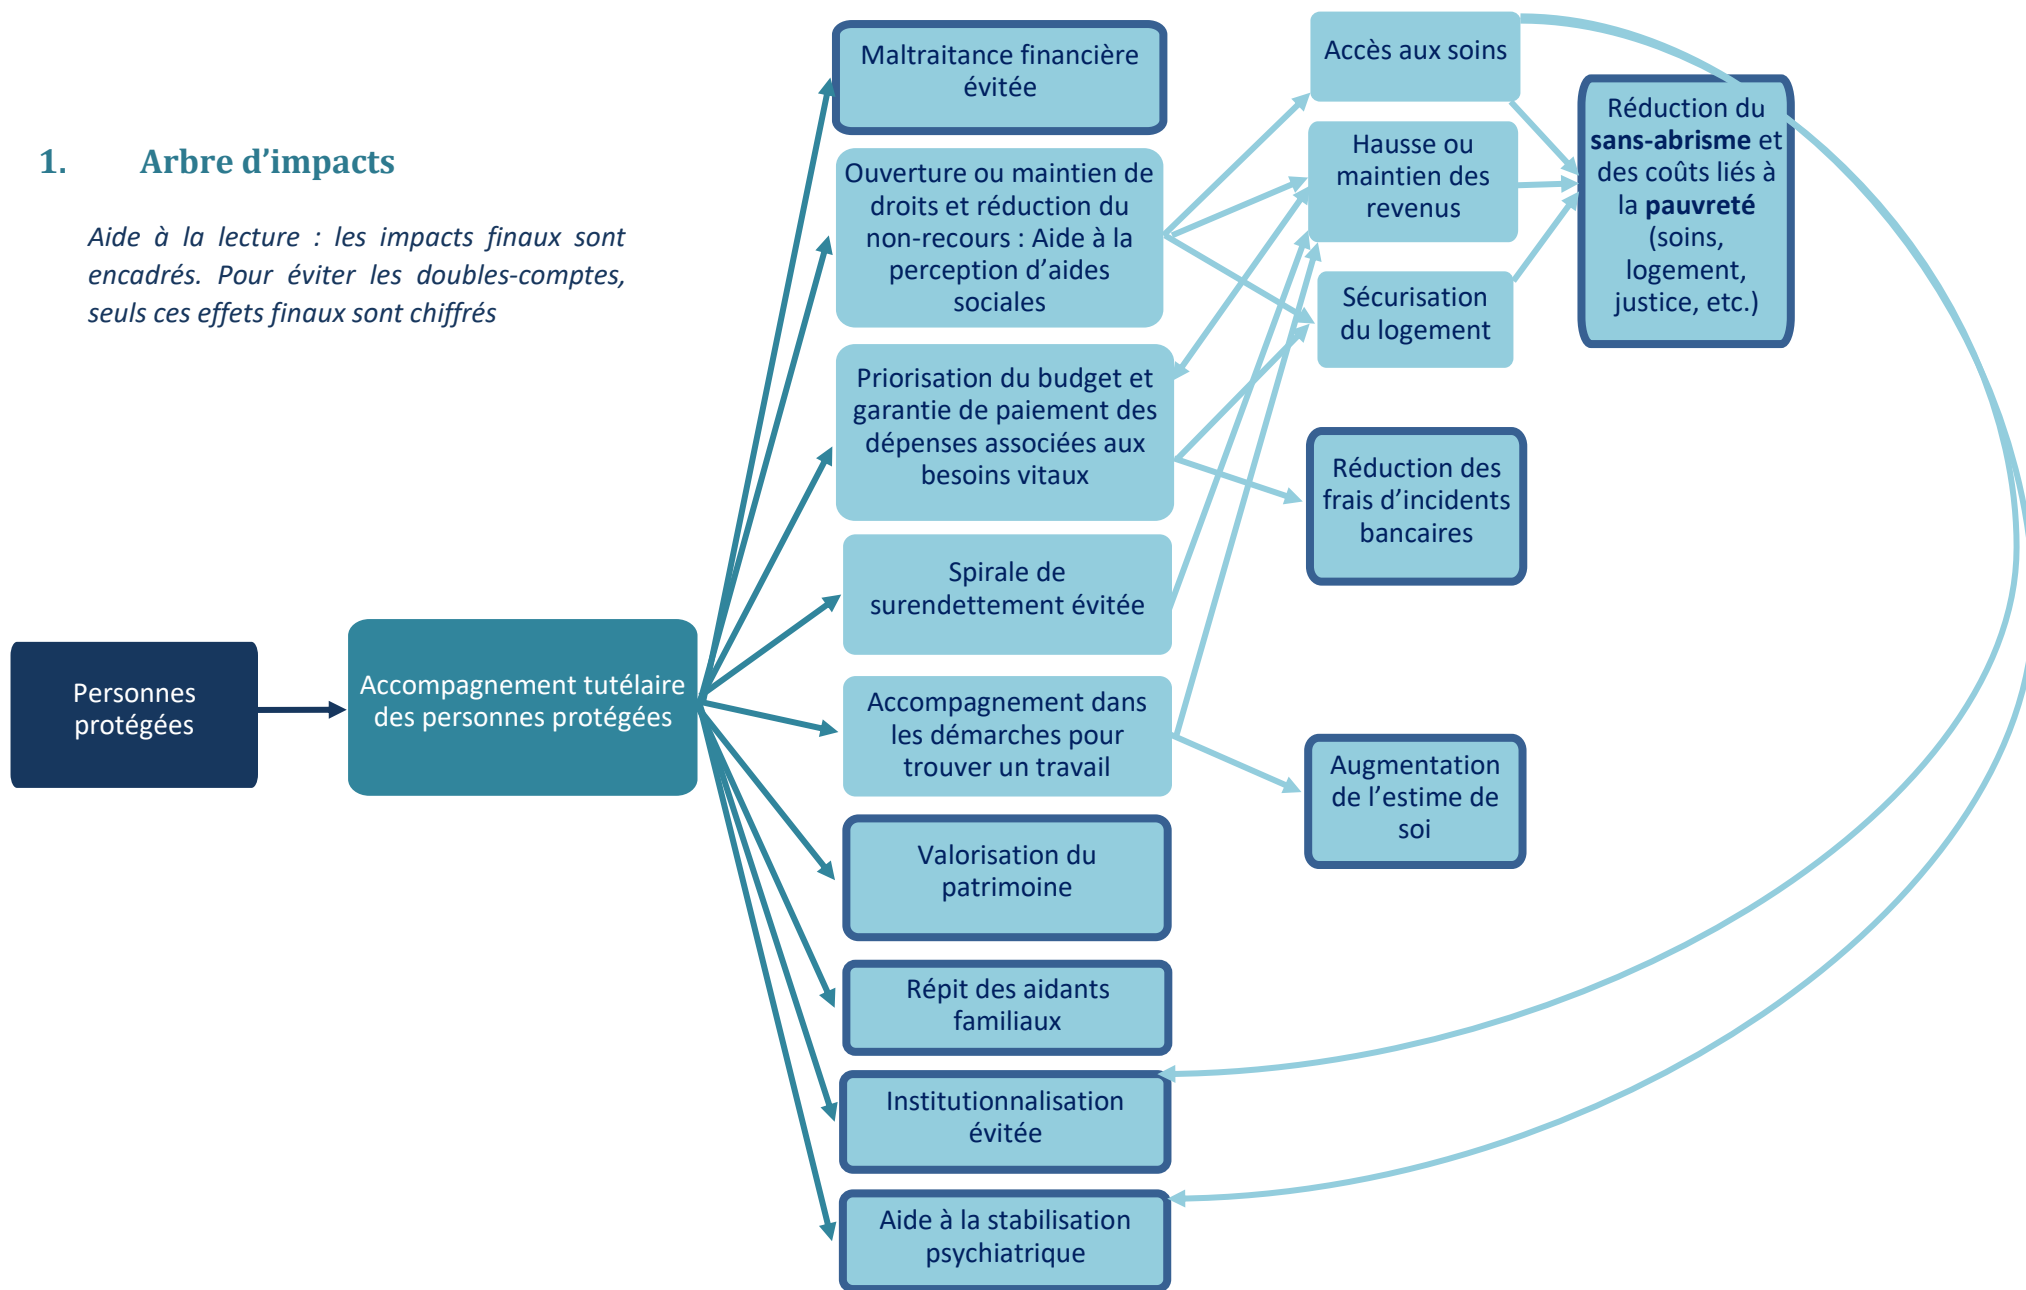 1. Arbre d’impacts
Aide à la lecture : les impacts finaux sont
encadrés. Pour éviter les doubles-comptes,
seuls ces effets finaux sont chiffrés
Personnes
protégées
Accompagnement tutélaire
des personnes protégées
Maltraitance financière
évitée
Ouverture ou maintien de
droits et réduction du
non-recours : Aide à la
perception d’aides
sociales
Priorisation du budget et
garantie de paiement des
dépenses associées aux
besoins vitaux
Spirale de
surendettement évitée
Accompagnement dans
les démarches pour
trouver un travail
Valorisation du
patrimoine
Répit des aidants
familiaux
Institutionnalisation
évitée
Aide à la stabilisation
psychiatrique
Accès aux soins
Hausse ou
maintien des
revenus
Sécurisation
du logement
Réduction des
frais d’incidents
bancaires
Augmentation
de l’estime de
soi
Réduction du
sans-abrisme et
des coûts liés à
la pauvreté
(soins,
logement,
justice, etc.)